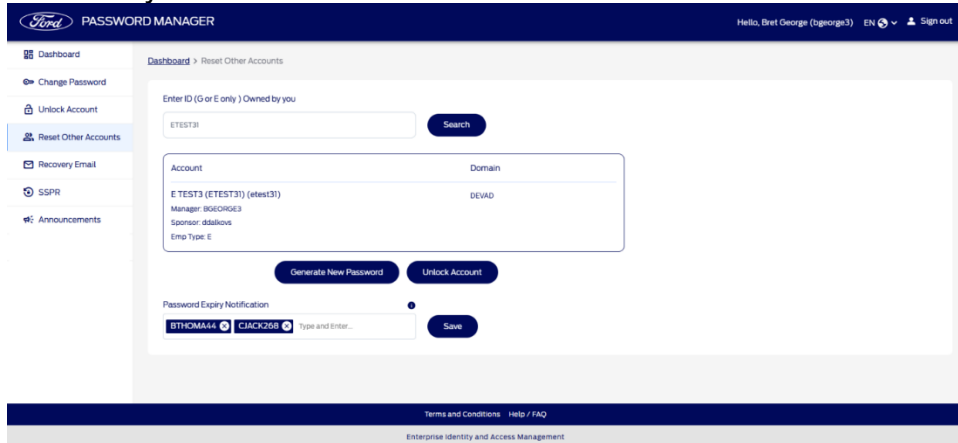 Ford PASSWORD MANAGER
Hello, Bret George (bgeorge3) EN Sign out
Dashboard
Change Password
Unlock Account
Reset Other Accounts
Recovery Email
SSPR
Announcements
Dashboard > Reset Other Accounts
Enter ID (G or E only ) Owned by you
ETEST31
Search
Account Domain
E TEST3 (ETEST31) (etest31) DEVAD
Manager: BGEORGE3
Sponsor: ddalkovs
Emp Type: E
Generate New Password Unlock Account
Password Expiry Notification
BTHOMA44 CJACK268 Type and Enter...
Save
Terms and Conditions Help / FAQ
Enterprise Identity and Access Management